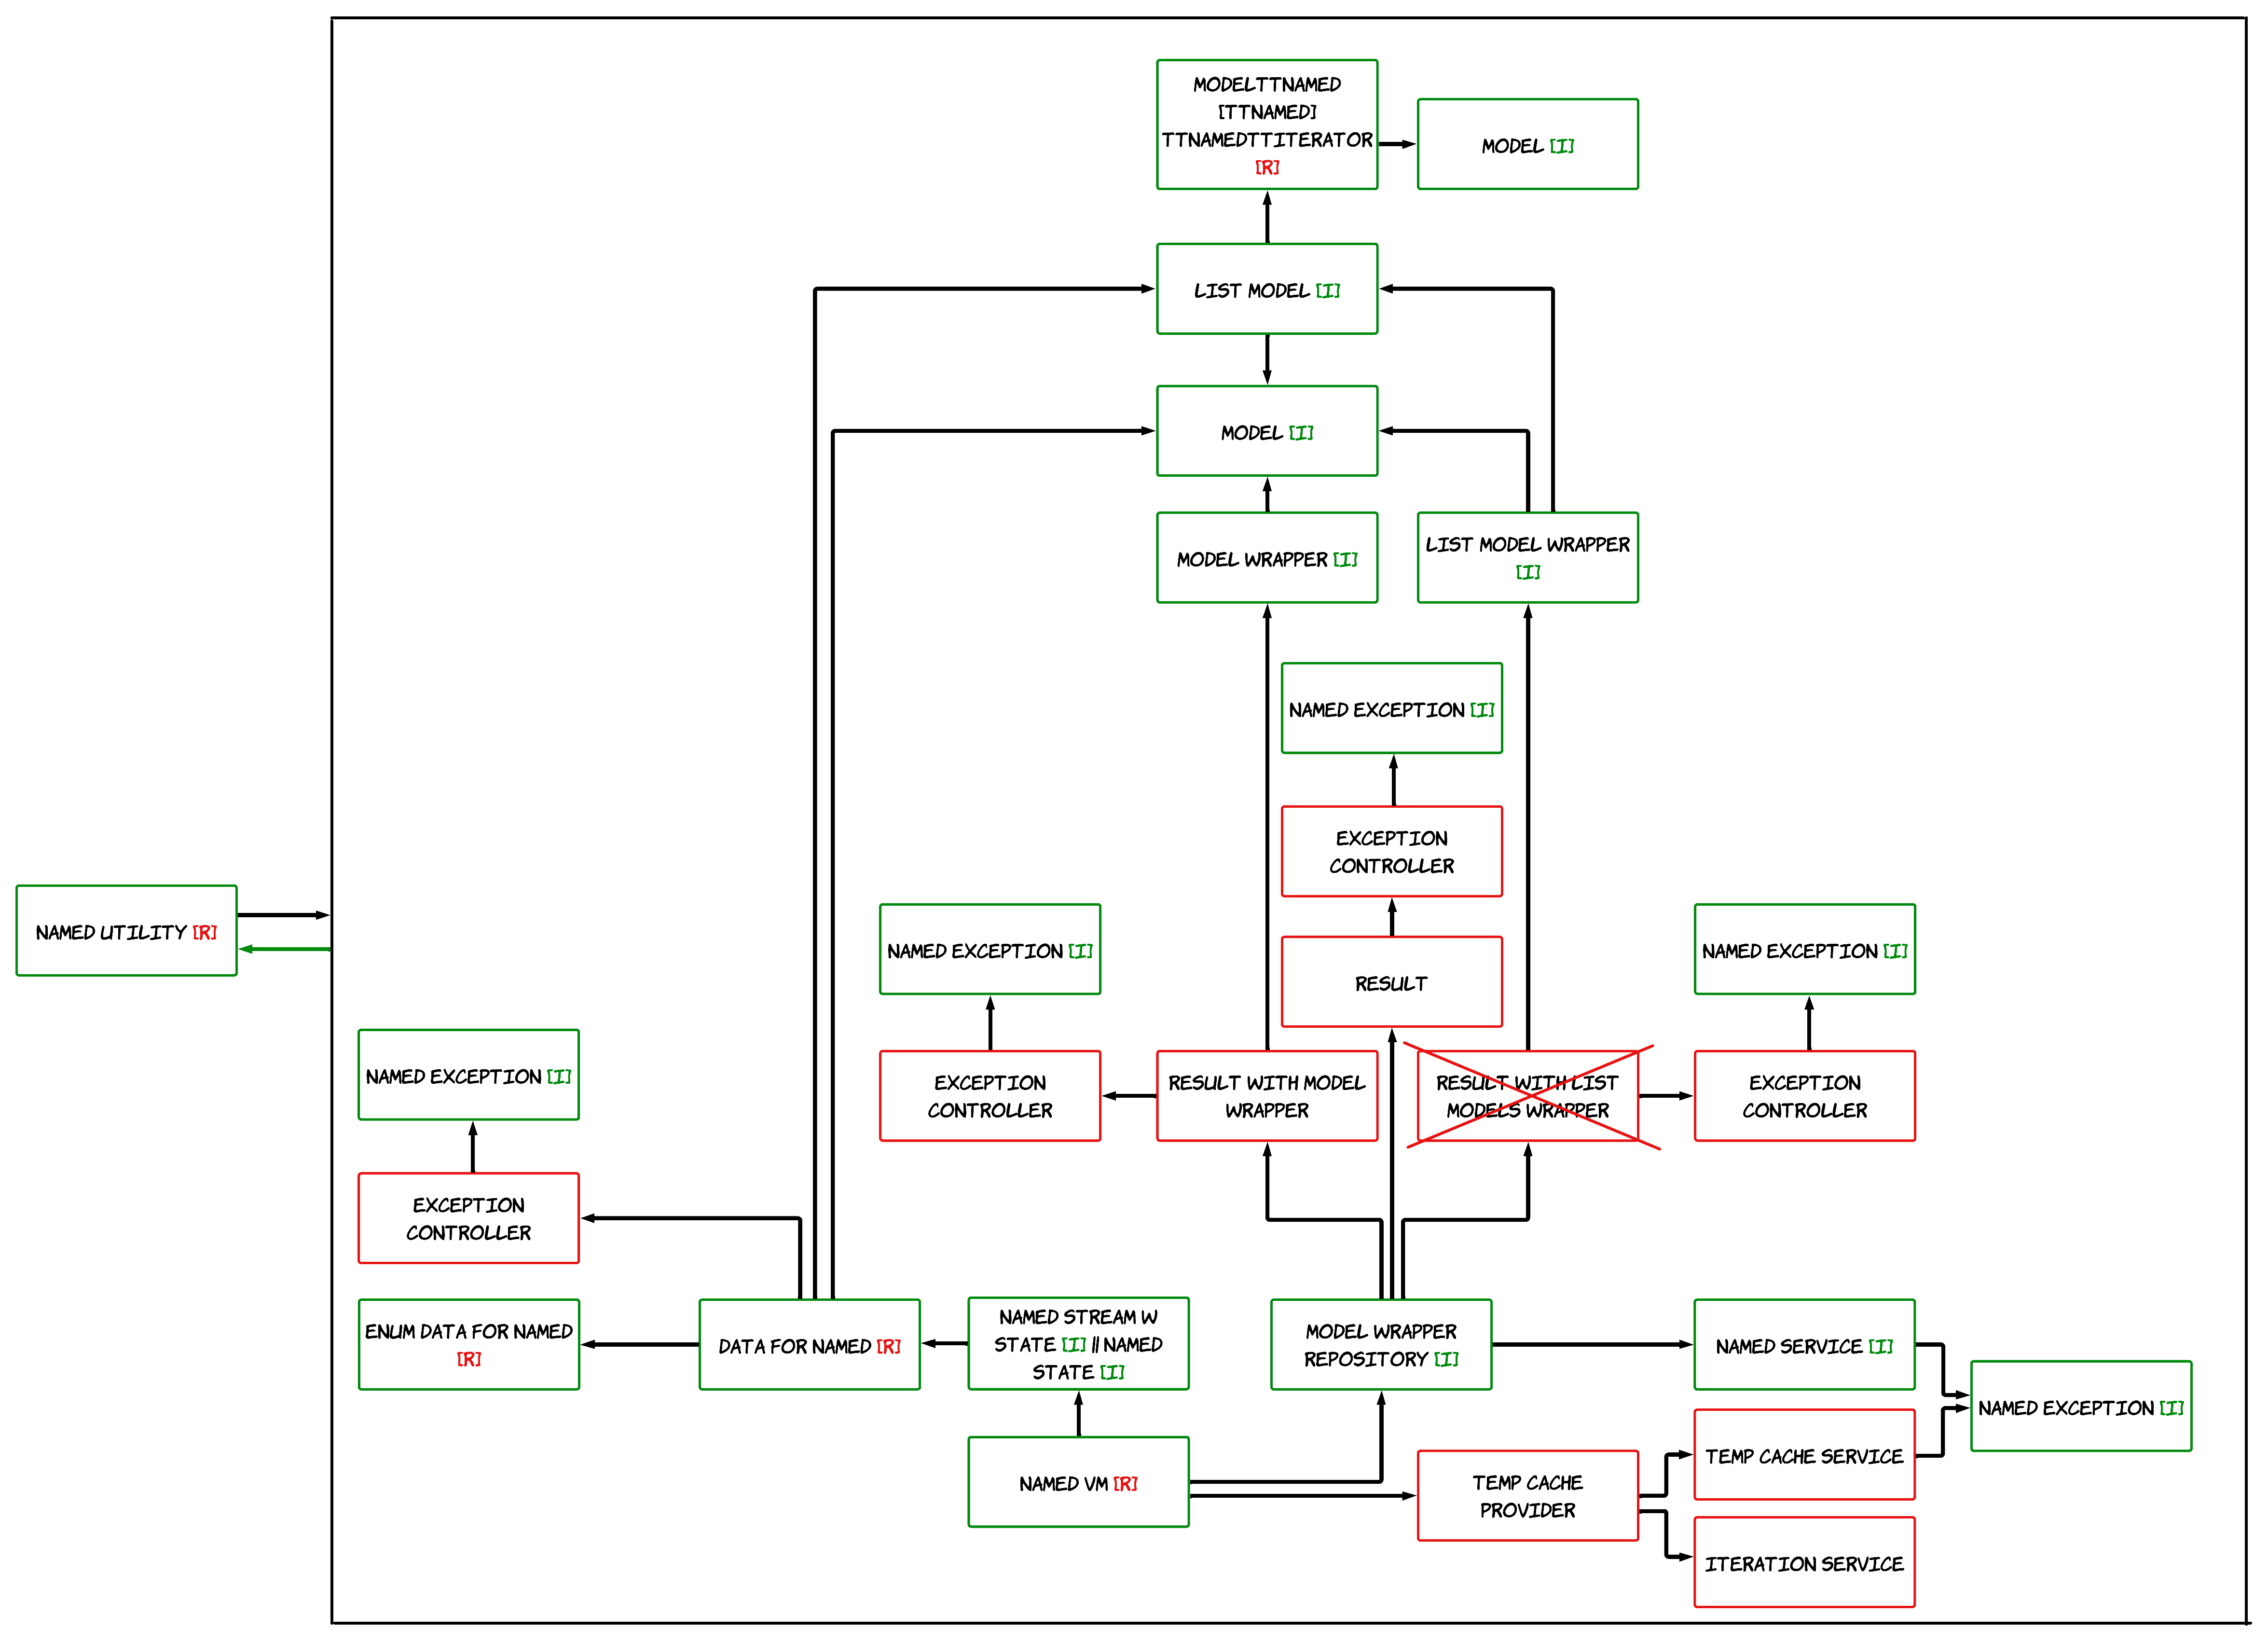 MODELTTNAMED
[TTNAMED]
TTNAMEDTTITERATOR
[R]
MODEL [I]
LIST MODEL [I]
MODEL [I]
MODEL WRAPPER [I]
LIST MODEL WRAPPER
[I]
NAMED EXCEPTION [I]
EXCEPTION
CONTROLLER
NAMED UTILITY [R]
NAMED EXCEPTION [I]
RESULT
NAMED EXCEPTION [I]
NAMED EXCEPTION [I]
EXCEPTION
CONTROLLER
RESULT WITH MODEL
WRAPPER
RESULT WITH LIST
MODELS WRAPPER
EXCEPTION
CONTROLLER
EXCEPTION
CONTROLLER
ENUM DATA FOR NAMED
[R]
DATA FOR NAMED [R]
NAMED STREAM W
STATE [I] // NAMED
STATE [I]
MODEL WRAPPER
REPOSITORY [I]
NAMED SERVICE [I]
NAMED EXCEPTION [I]
NAMED VM [R]
TEMP CACHE
PROVIDER
TEMP CACHE SERVICE
ITERATION SERVICE